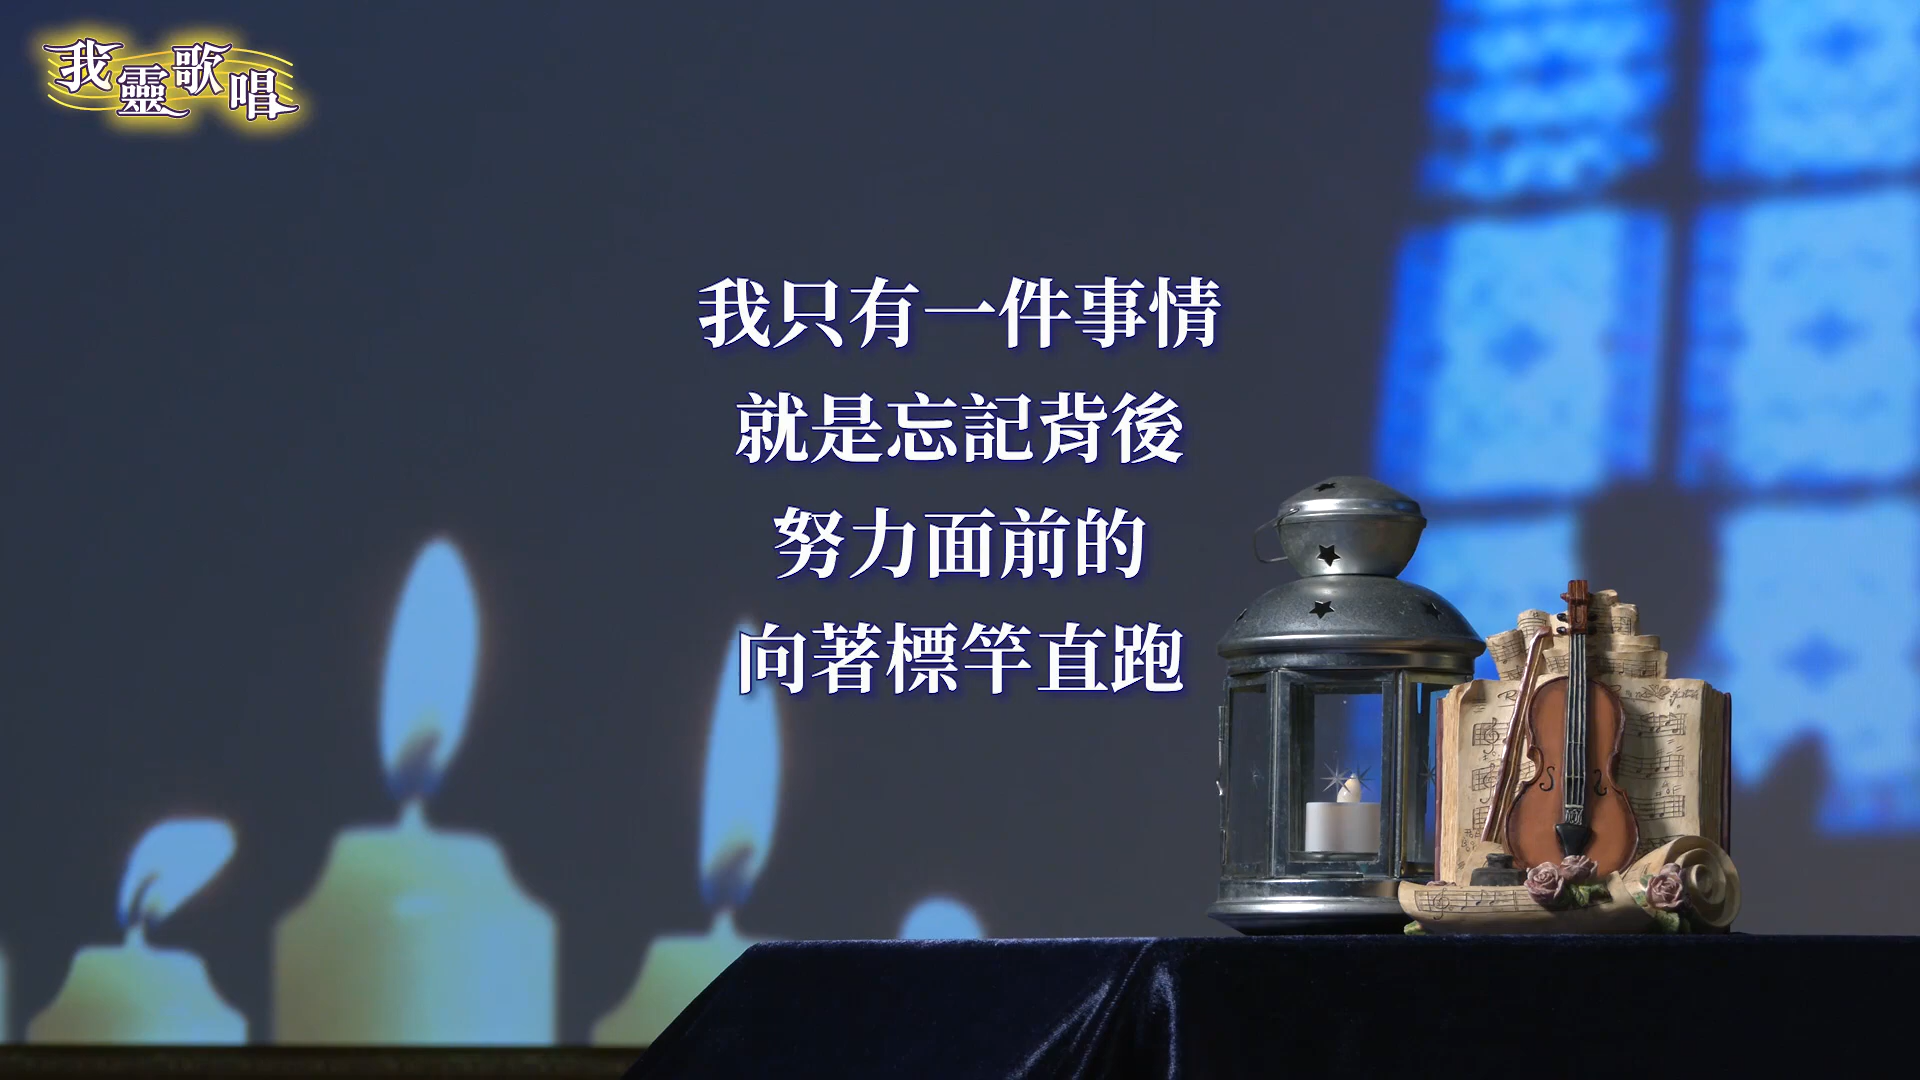 我靈歌唱
我只有一件事情
就是忘記背後
努力面前的
向著標竿直跑